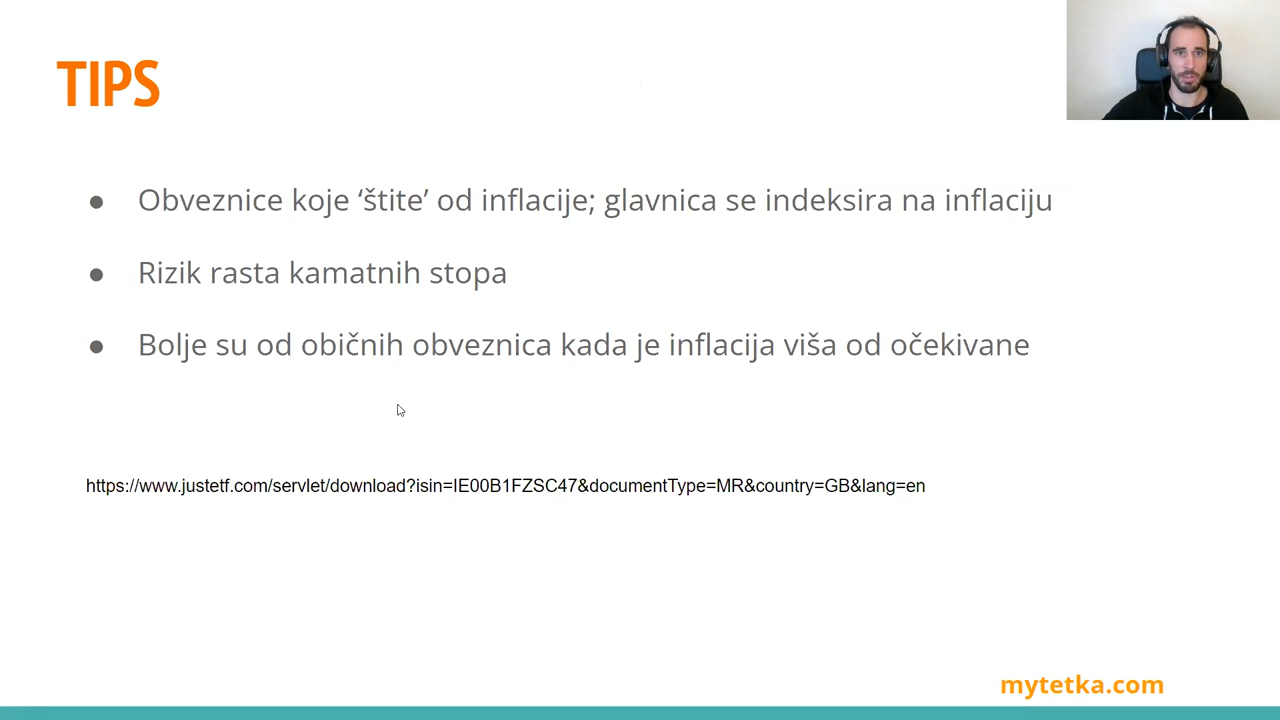 TIPS
● Obveznice koje ‘štite’ od inflacije; glavnica se indeksira na inflaciju
● Rizik rasta kamatnih stopa
● Bolje su od običnih obveznica kada je inflacija viša od očekivane
https://www.justetf.com/servlet/download?isin=IE00B1FZSC47&documentType=MR&country=GB&lang=en
mytetka.com